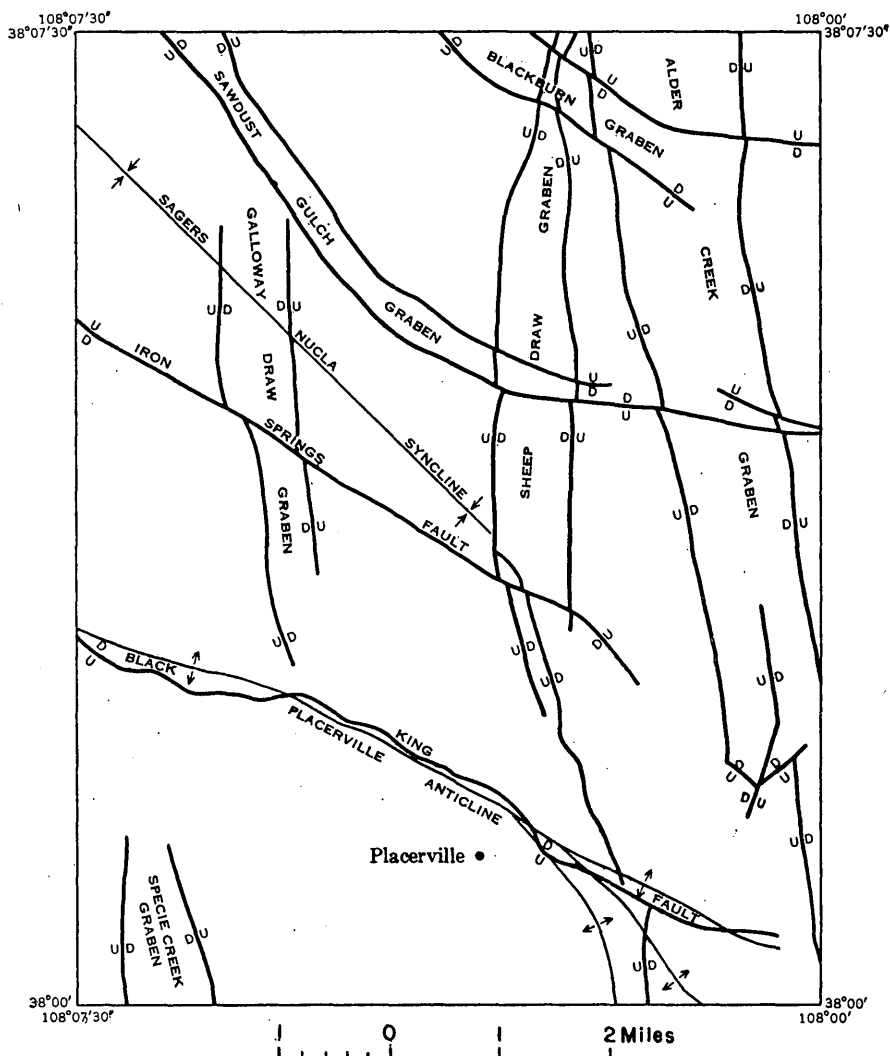 108°07'30"
108°00'
38°07'30"
38°07'30"
D U
D U
U D
D U
U D
BLACKBURN
GRABEN
ALDER
CREEK
GRABEN
U
D
U
D
SAWDUST
GULCH
GRABEN
U D
D U
GRABEN
DRAW
SHEEP
D
U
SAGERS
NUCLA
SYNCLINE
GALLOWAY
DRAW
GRABEN
U D
D U
D U
U D
U
D
IRON
SPRINGS
FAULT
U
D
D
U
U
D
U D
D U
U D
U D
D U
U D
U D
U D
D U
D
U
BLACK
KING
FAULT
PLACERVILLE
ANTICLINE
U D
U D
D
U
D
U
D U
U D
Placerville
D
U
SPECIE CREEK
GRABEN
U D
D U
U D
38°00'
38°00'
108°07'30"
108°00'
1 0 1 2 Miles